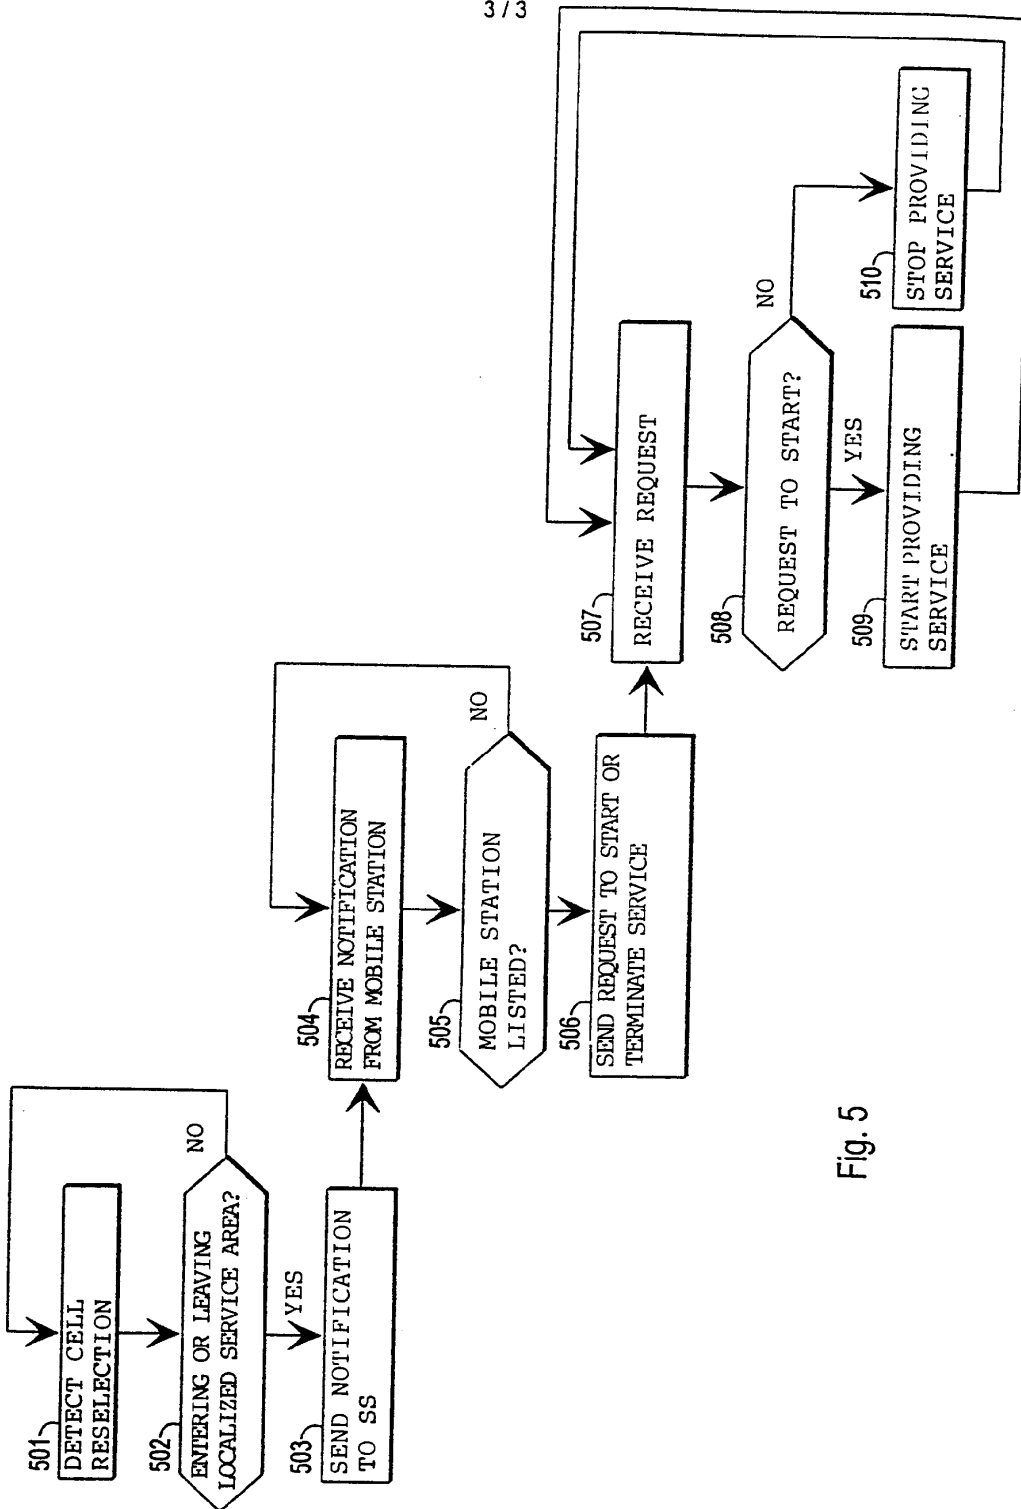 3 / 3
501
DETECT CELL
RESELECTION
502
ENTERING OR LEAVING
LOCALIZED SERVICE AREA?
NO
YES
503
SEND NOTIFICATION
TO SS
504
RECEIVE NOTIFICATION
FROM MOBILE STATION
505
MOBILE STATION
LISTED?
NO
506
SEND REQUEST TO START OR
TERMINATE SERVICE
507
RECEIVE REQUEST
508
REQUEST TO START?
NO
YES
509
START PROVIDING
SERVICE
510
STOP PROVIDING
SERVICE
Fig. 5